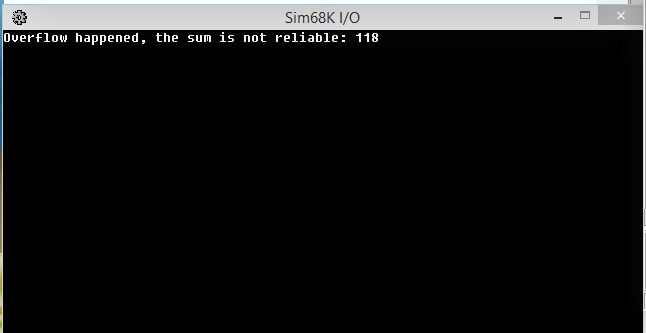 Sim68K I/O
Overflow happened, the sum is not reliable: 118